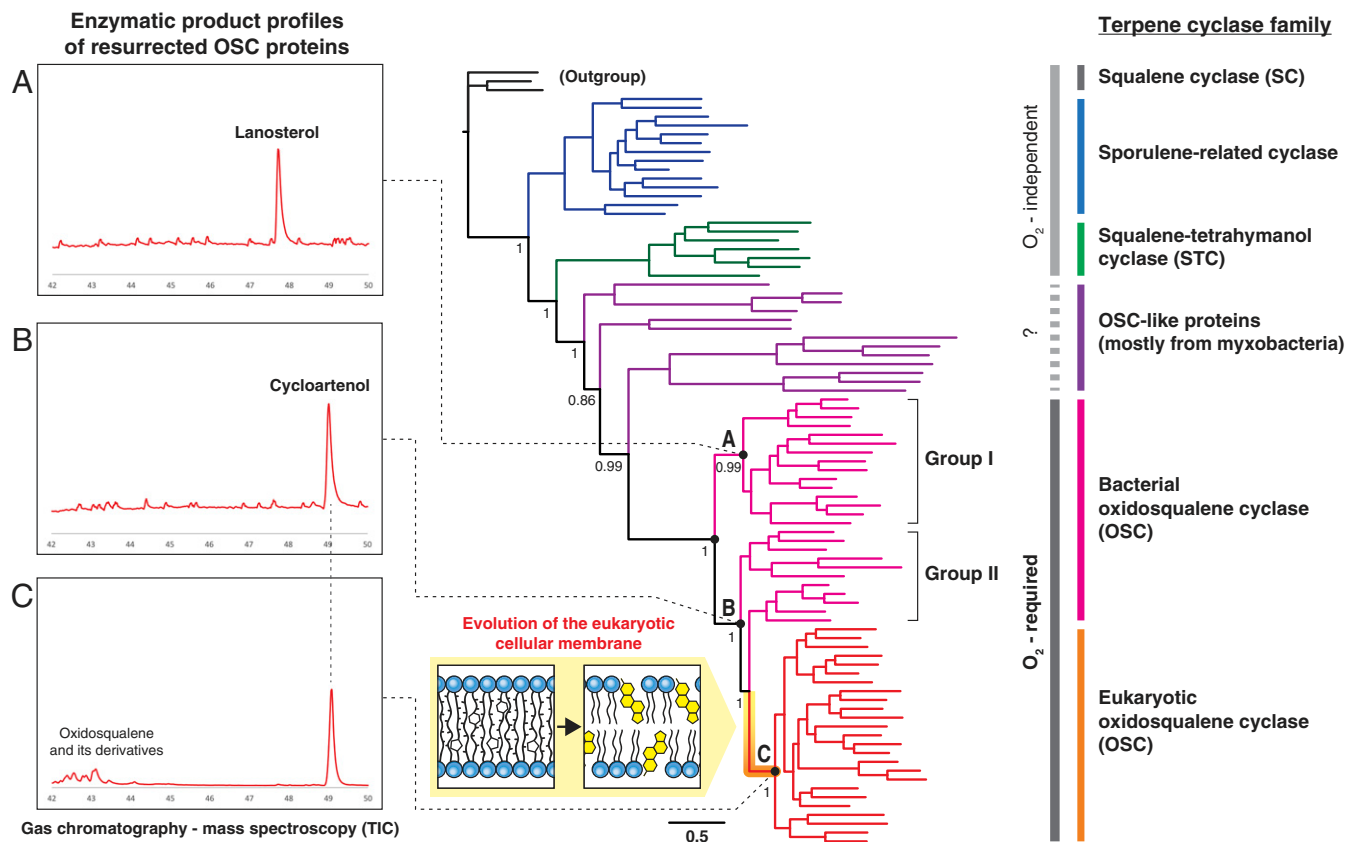 Enzymatic product profiles
of resurrected OSC proteins
A
Lanosterol
42 43 44 45 46 47 48 49 50
B
Cycloartenol
42 43 44 45 46 47 48 49 50
C
Oxidosqualene
and its derivatives
42 43 44 45 46 47 48 49 50
Gas chromatography - mass spectroscopy (TIC)
(Outgroup)
1
1
1
0.86
0.99
A
0.99
1
B
1
1
C
1
Group I
Group II
Evolution of the eukaryotic
cellular membrane
0.5
O2 - independent
?
O2 - required
Terpene cyclase family
Squalene cyclase (SC)
Sporulene-related cyclase
Squalene-tetrahymanol
cyclase (STC)
OSC-like proteins
(mostly from myxobacteria)
Bacterial
oxidosqualene cyclase
(OSC)
Eukaryotic
oxidosqualene cyclase
(OSC)